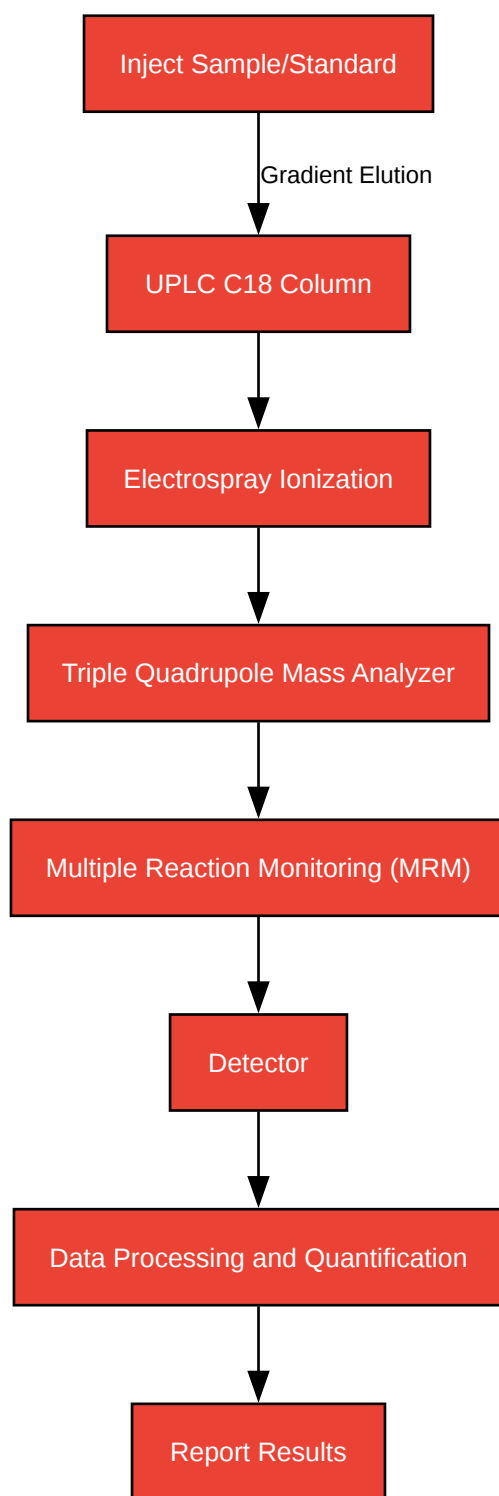 Inject Sample/Standard
Gradient Elution
UPLC C18 Column
Electrospray Ionization
Triple Quadrupole Mass Analyzer
Multiple Reaction Monitoring (MRM)
Detector
Data Processing and Quantification
Report Results